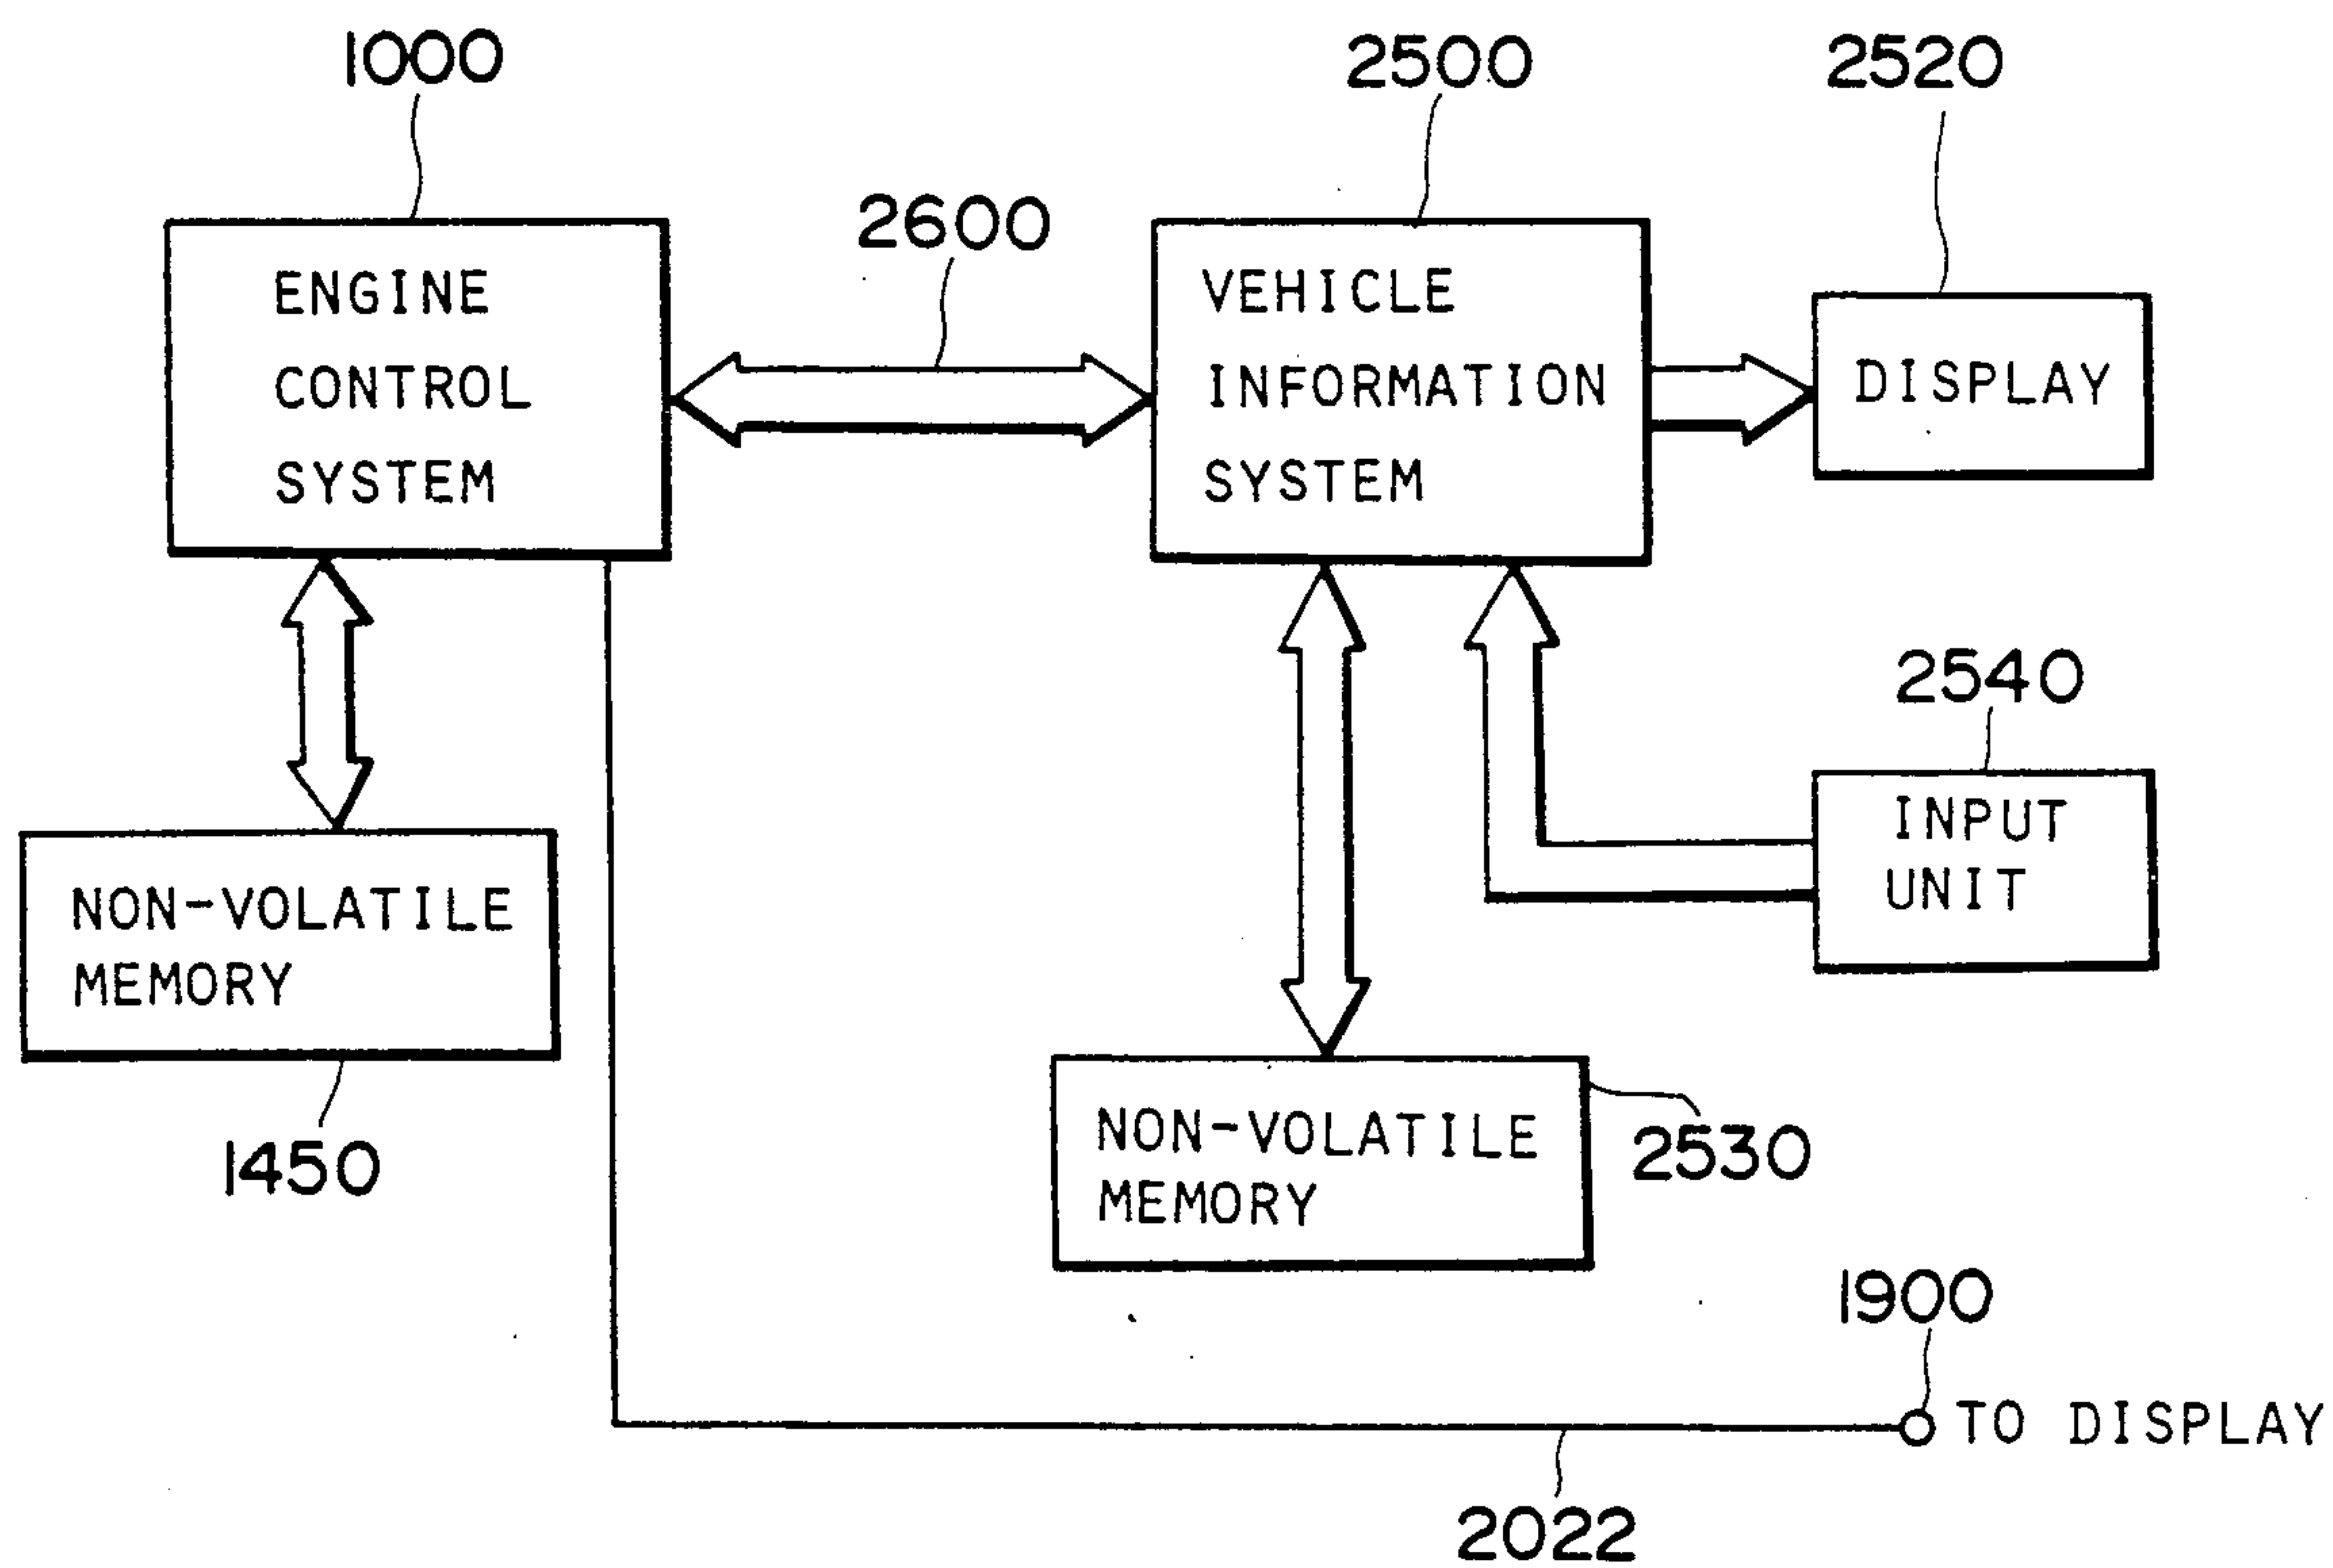 1000
2500
2520
2600
ENGINE
CONTROL
SYSTEM
VEHICLE
INFORMATION
SYSTEM
DISPLAY
2540
INPUT
UNIT
NON-VOLATILE
MEMORY
1450
NON-VOLATILE
MEMORY
2530
1900
TO DISPLAY
2022